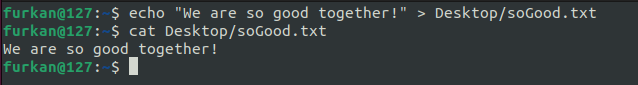 furkan@127:~$ echo "We are so good together!" > Desktop/soGood.txt
furkan@127:~$ cat Desktop/soGood.txt
We are so good together!
furkan@127:~$